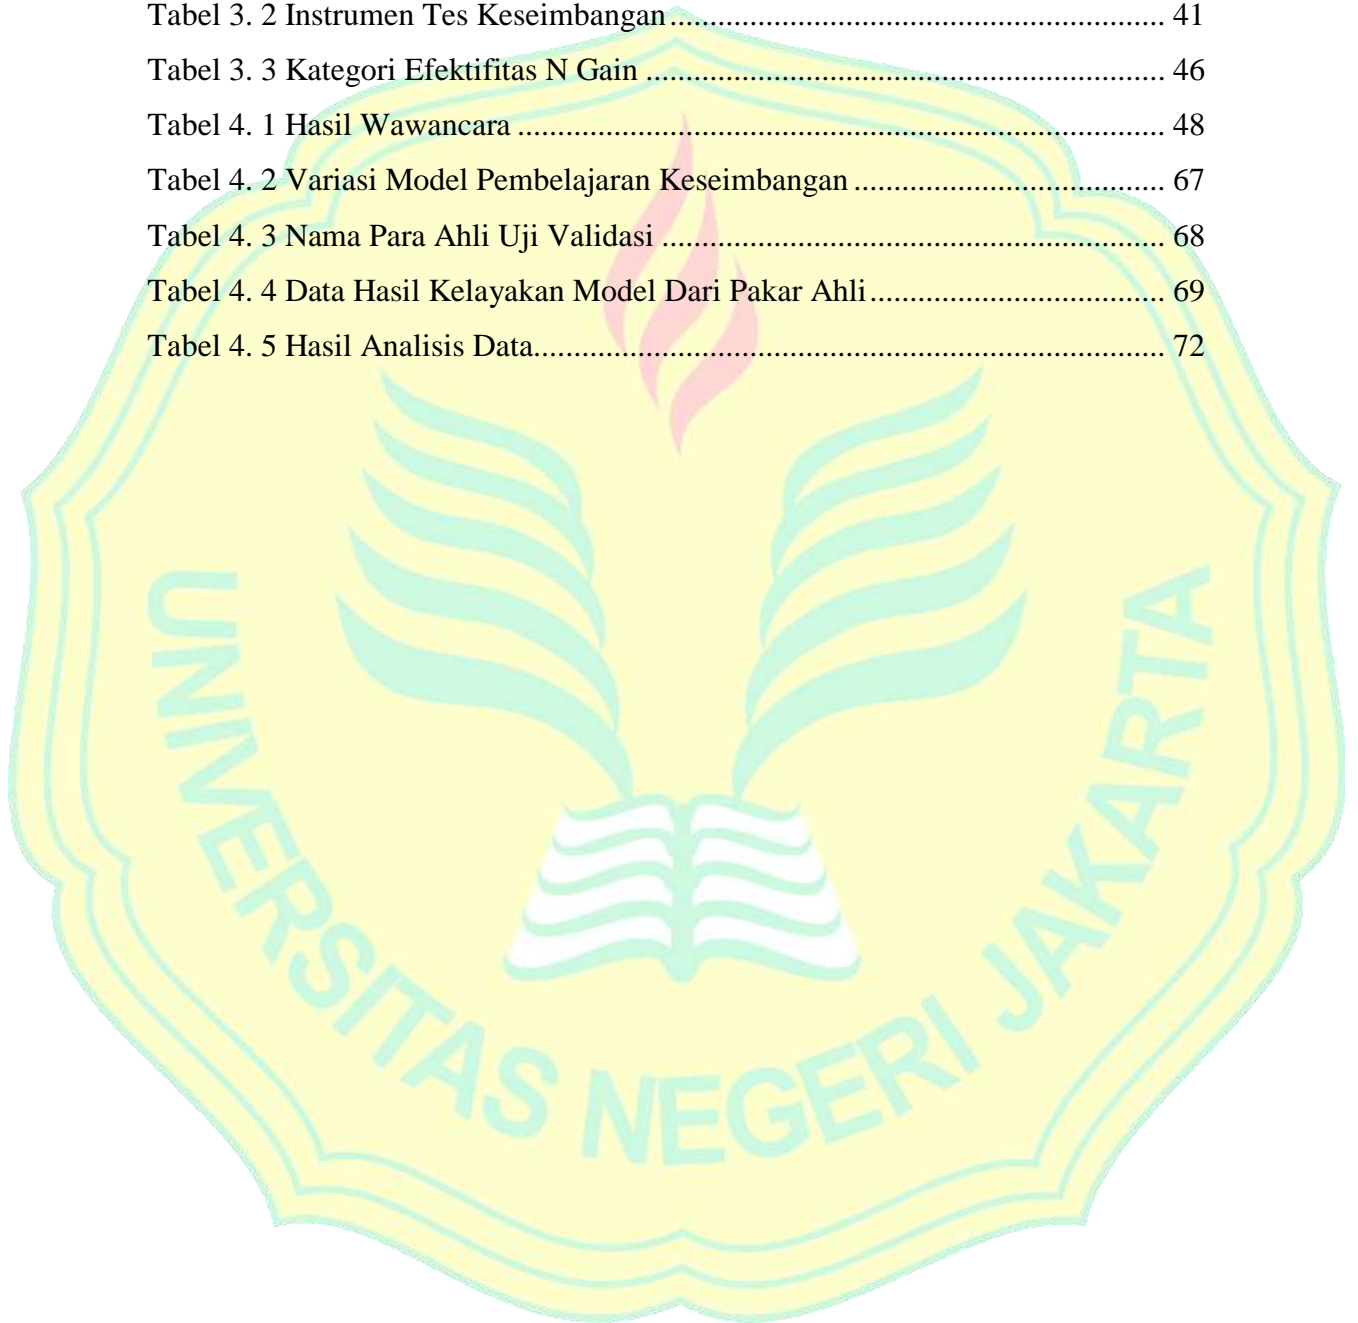 Tabel 3. 2 Instrumen Tes Keseimbangan.................................................................. 41
Tabel 3. 3 Kategori Efektifitas N Gain ..................................................................... 46
Tabel 4. 1 Hasil Wawancara ..................................................................................... 48
Tabel 4. 2 Variasi Model Pembelajaran Keseimbangan .......................................... 67
Tabel 4. 3 Nama Para Ahli Uji Validasi ................................................................... 68
Tabel 4. 4 Data Hasil Kelayakan Model Dari Pakar Ahli........................................ 69
Tabel 4. 5 Hasil Analisis Data................................................................................... 72
UNIVERSITAS NEGERI JAKARTA